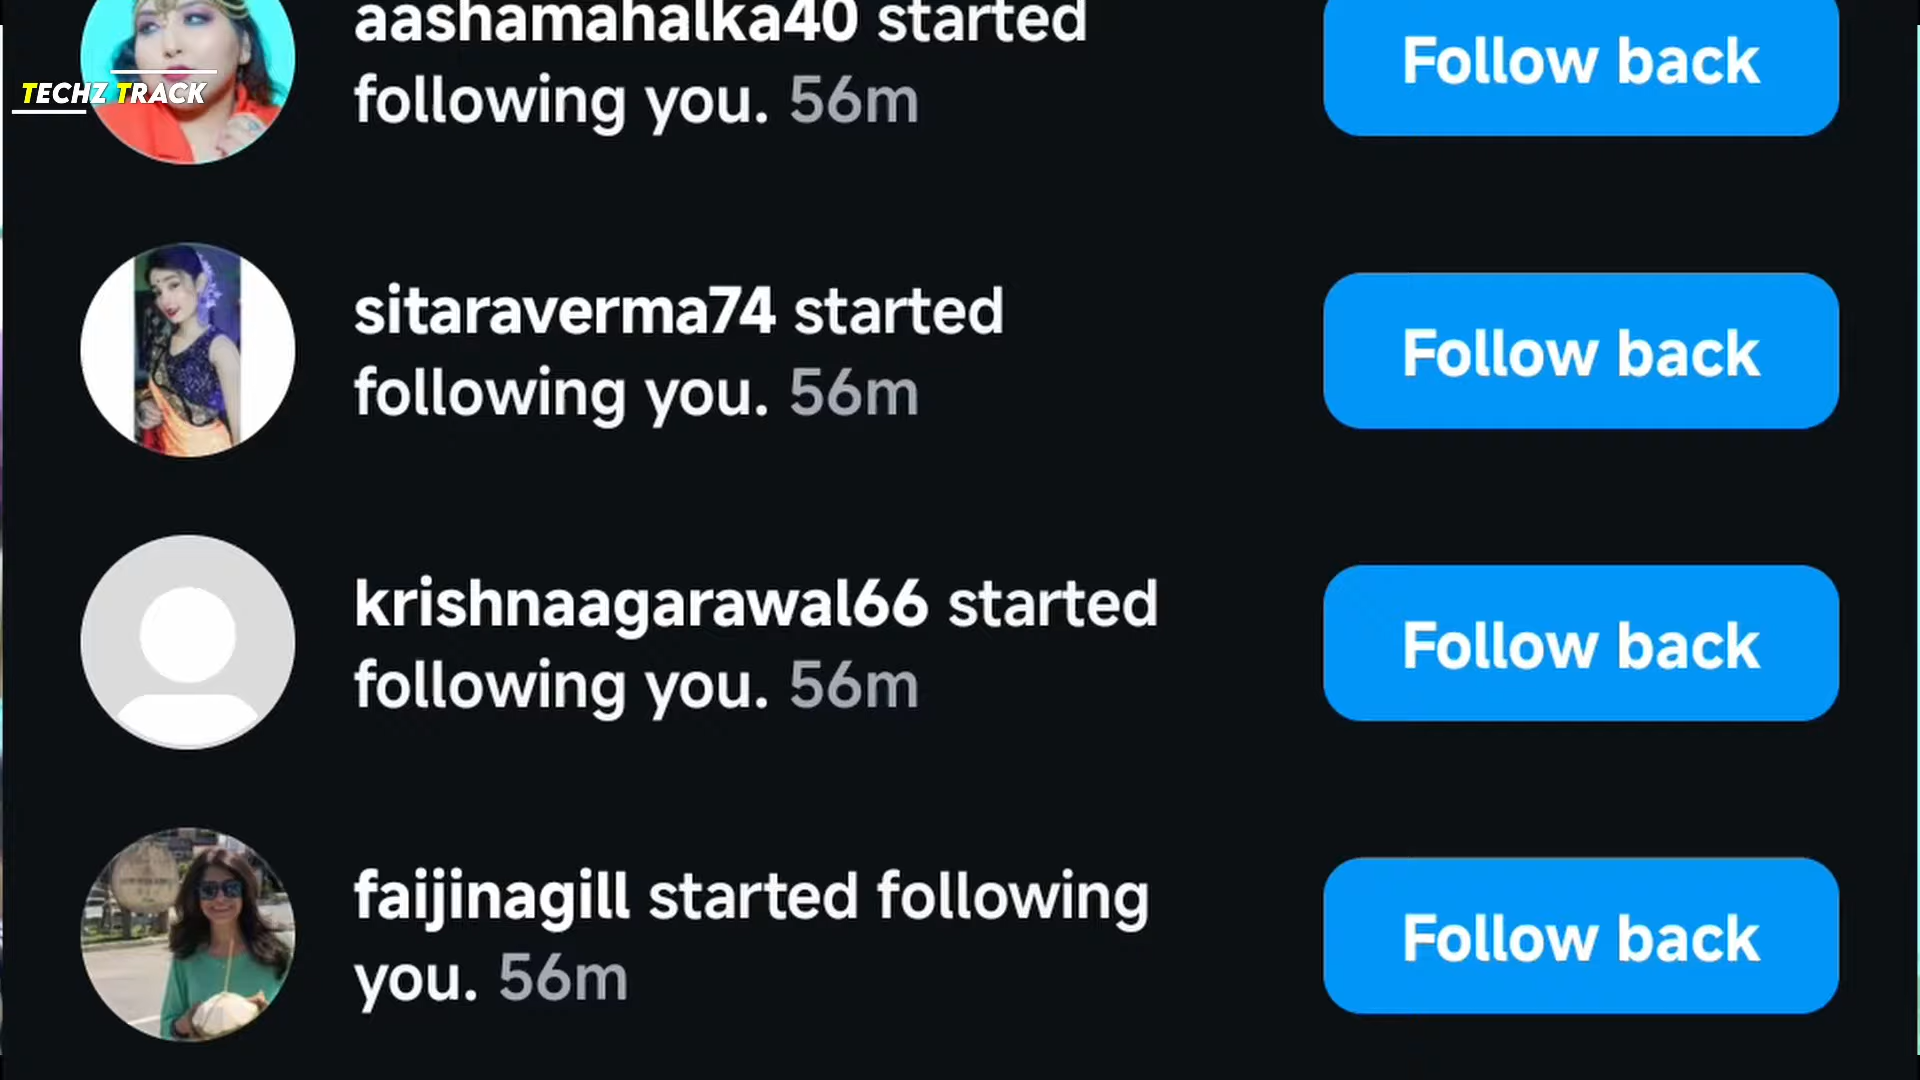 aashamahalka40 started
following you. 56m
Follow back
TECHZ TRACK
sitaraverma74 started
following you. 56m
Follow back
krishnaagarawal66 started
following you. 56m
Follow back
faijinagill started following
you. 56m
Follow back